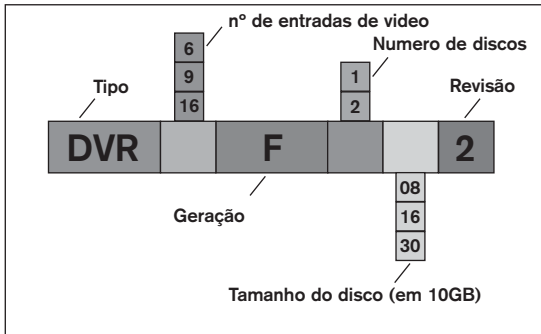 nº de entradas de video
6
9
16
Numero de discos
1
2
Tipo
Revisão
DVR
F
2
Geração
08
16
30
Tamanho do disco (em 10GB)